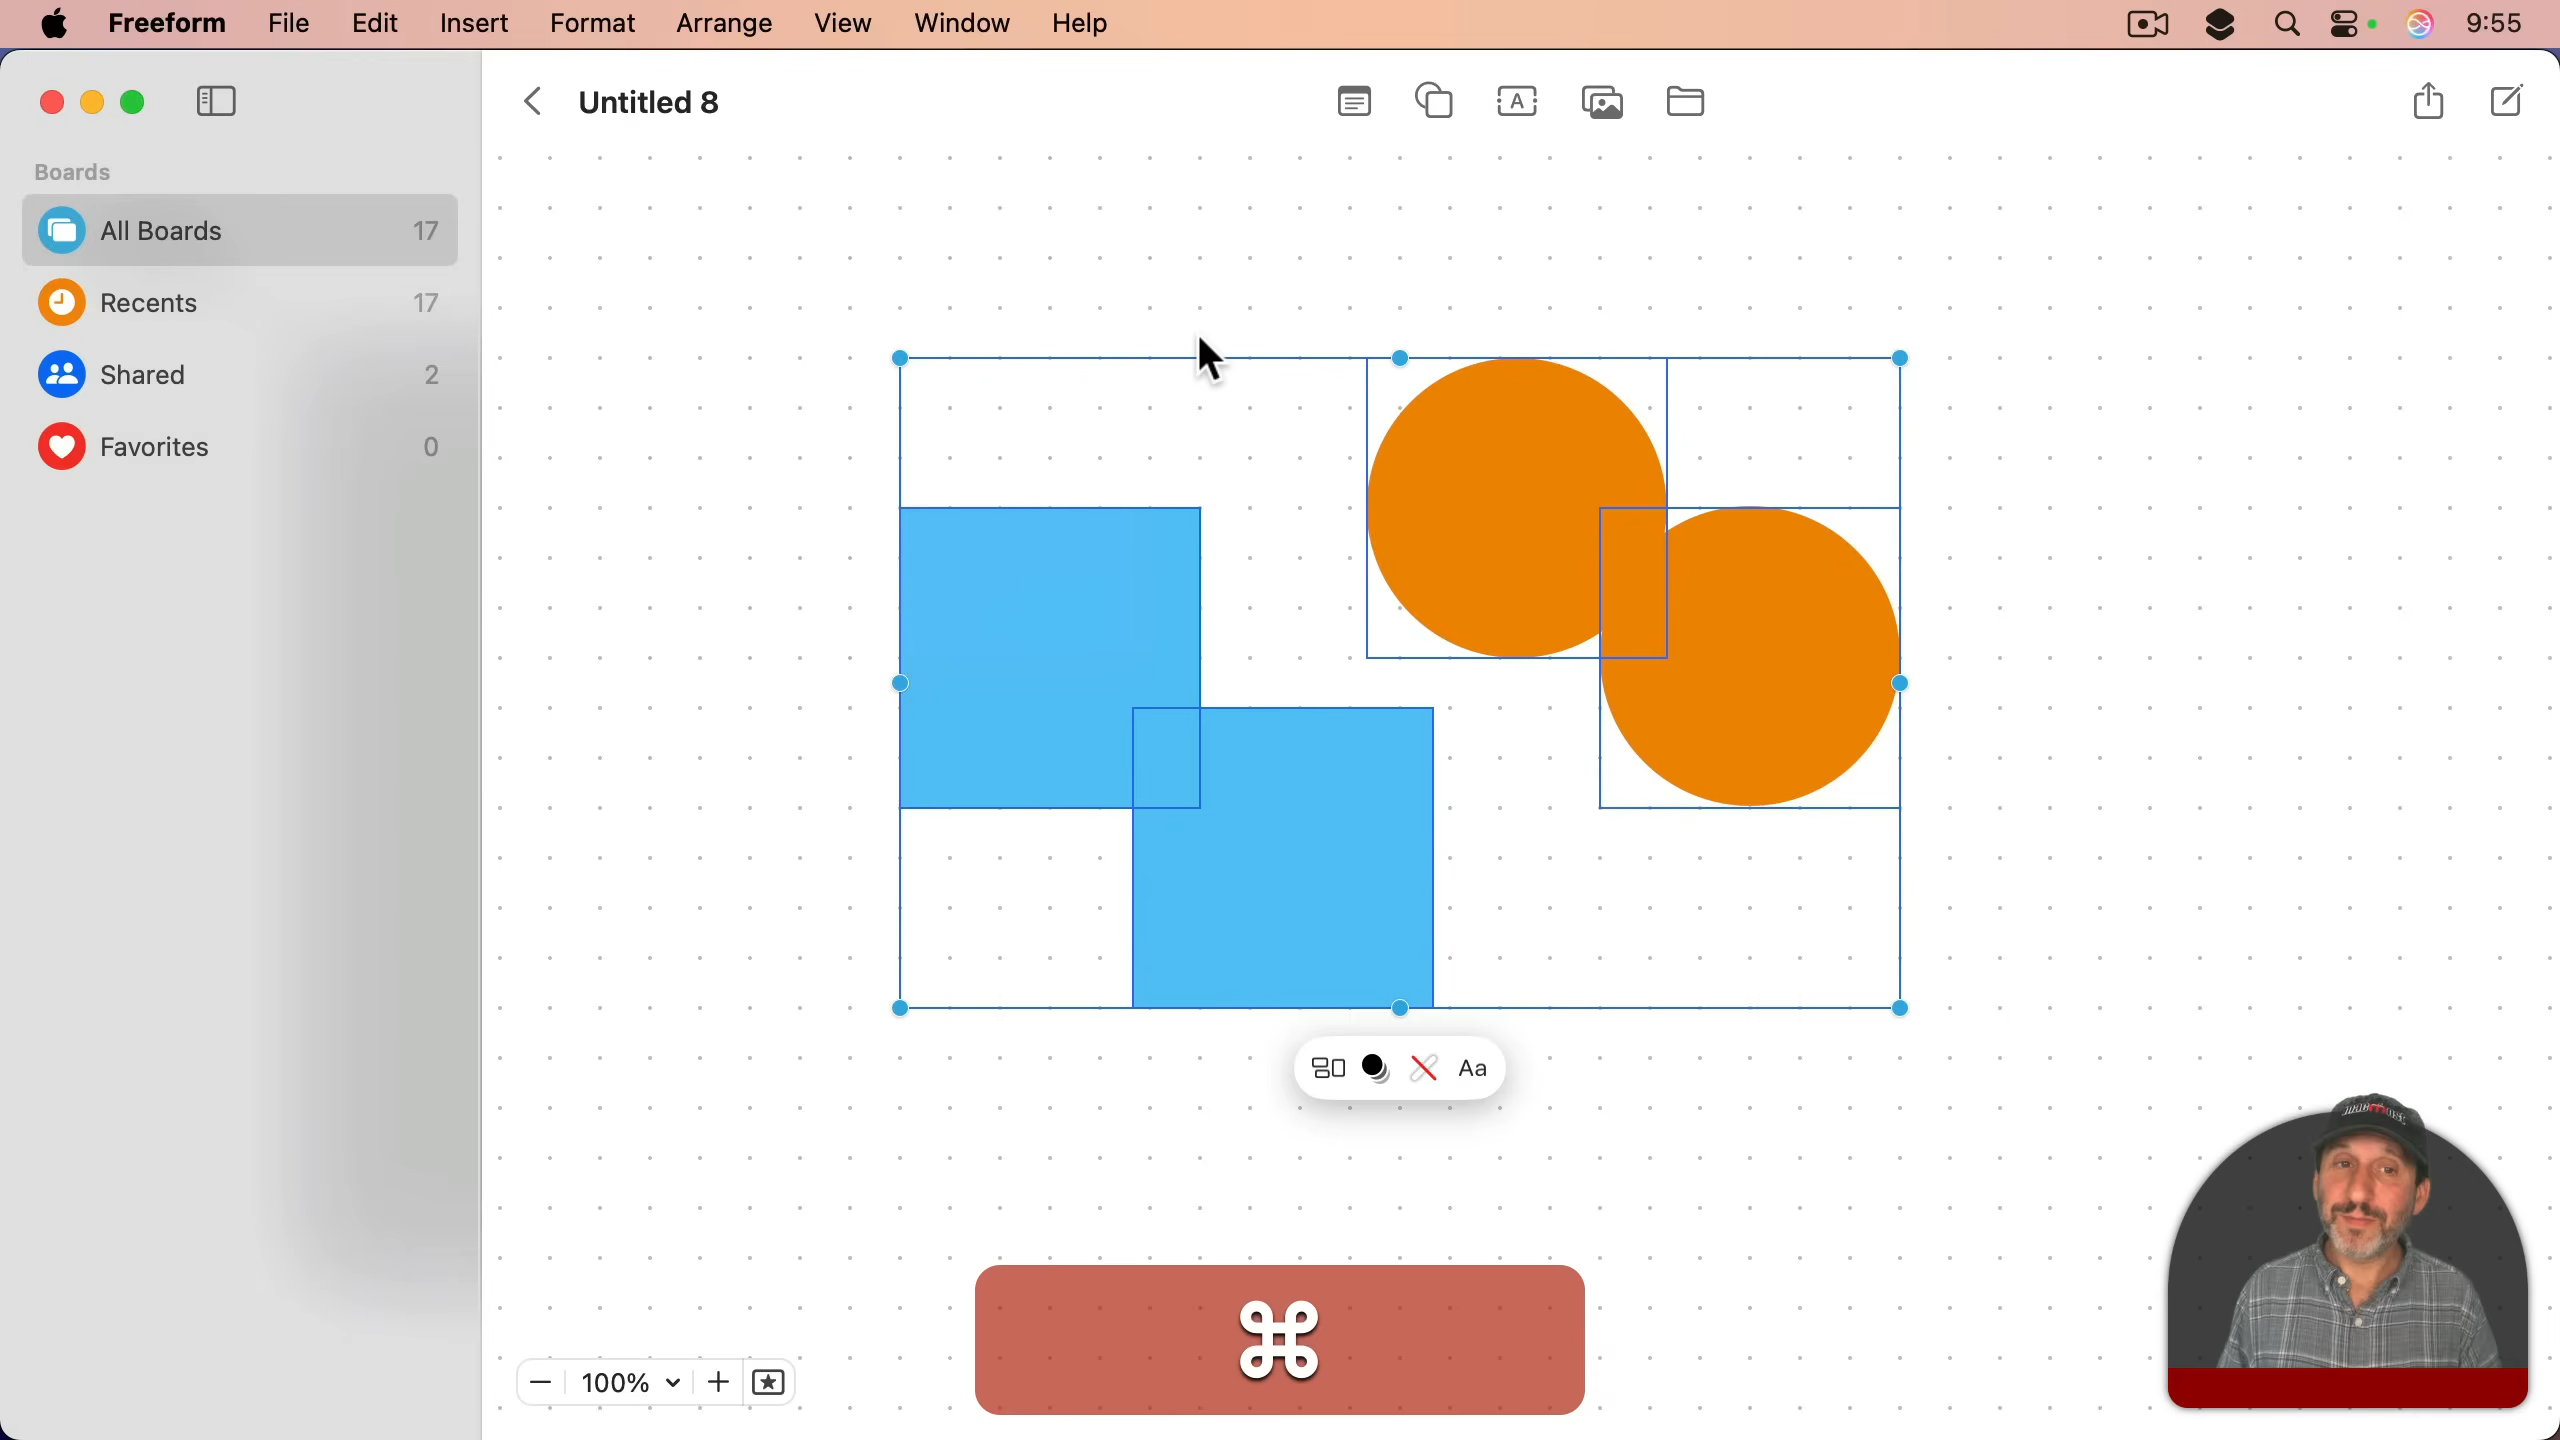 Freeform File Edit Insert Format Arrange View Window Help 9:55
Untitled 8
Boards
All Boards 17
Recents 17
Shared 2
Favorites 0
Aa
100%
⌘